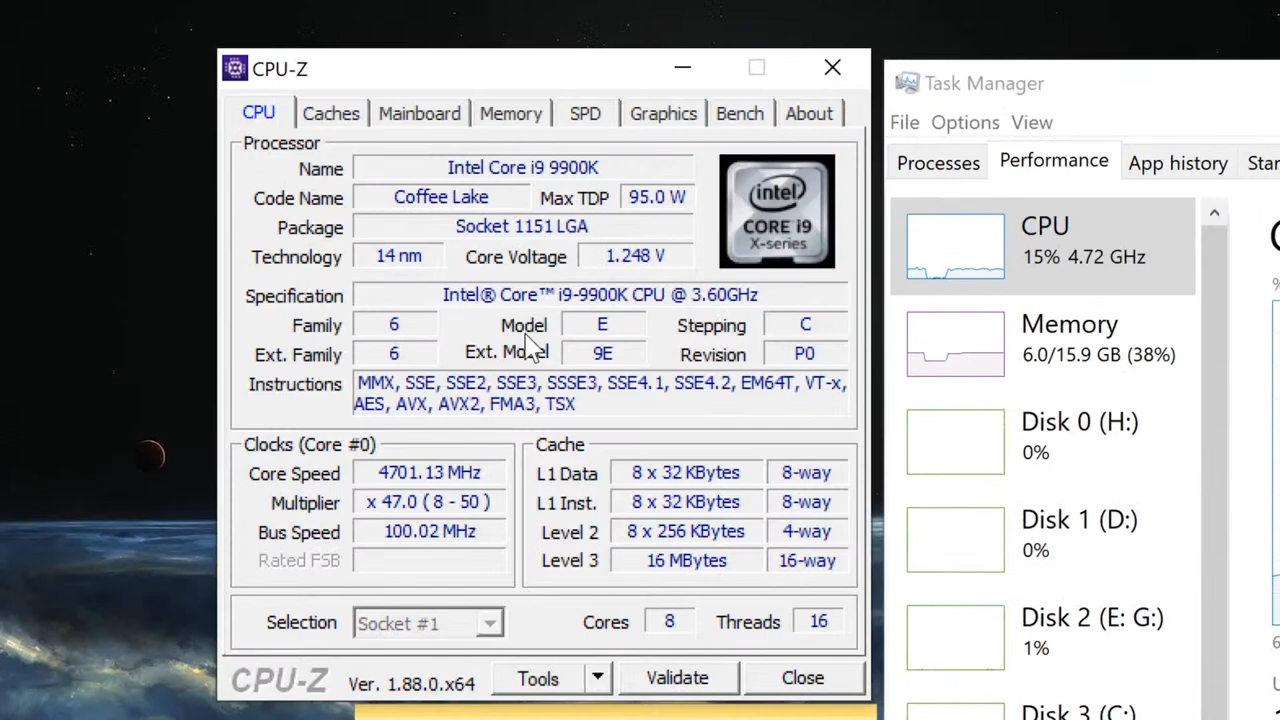 CPU-Z
CPU Caches Mainboard Memory SPD Graphics Bench About
Processor
Name Intel Core i9 9900K
Code Name Coffee Lake Max TDP 95.0 W
Package Socket 1151 LGA
Technology 14 nm Core Voltage 1.248 V
intel
CORE i9
X-series
Specification Intel® Core™ i9-9900K CPU @ 3.60GHz
Family 6 Model E Stepping C
Ext. Family 6 Ext. Model 9E Revision P0
Instructions MMX, SSE, SSE2, SSE3, SSSE3, SSE4.1, SSE4.2, EM64T, VT-x,
AES, AVX, AVX2, FMA3, TSX
Clocks (Core #0)
Core Speed 4701.13 MHz
Multiplier x 47.0 ( 8 - 50 )
Bus Speed 100.02 MHz
Rated FSB
Cache
L1 Data 8 x 32 KBytes 8-way
L1 Inst. 8 x 32 KBytes 8-way
Level 2 8 x 256 KBytes 4-way
Level 3 16 MBytes 16-way
Selection Socket #1 Cores 8 Threads 16
CPU-Z Ver. 1.88.0.x64 Tools Validate Close
Task Manager
File Options View
Processes Performance App history Star
CPU
15% 4.72 GHz
Memory
6.0/15.9 GB (38%)
Disk 0 (H:)
0%
Disk 1 (D:)
0%
Disk 2 (E: G:)
1%
Disk 3 (C:)